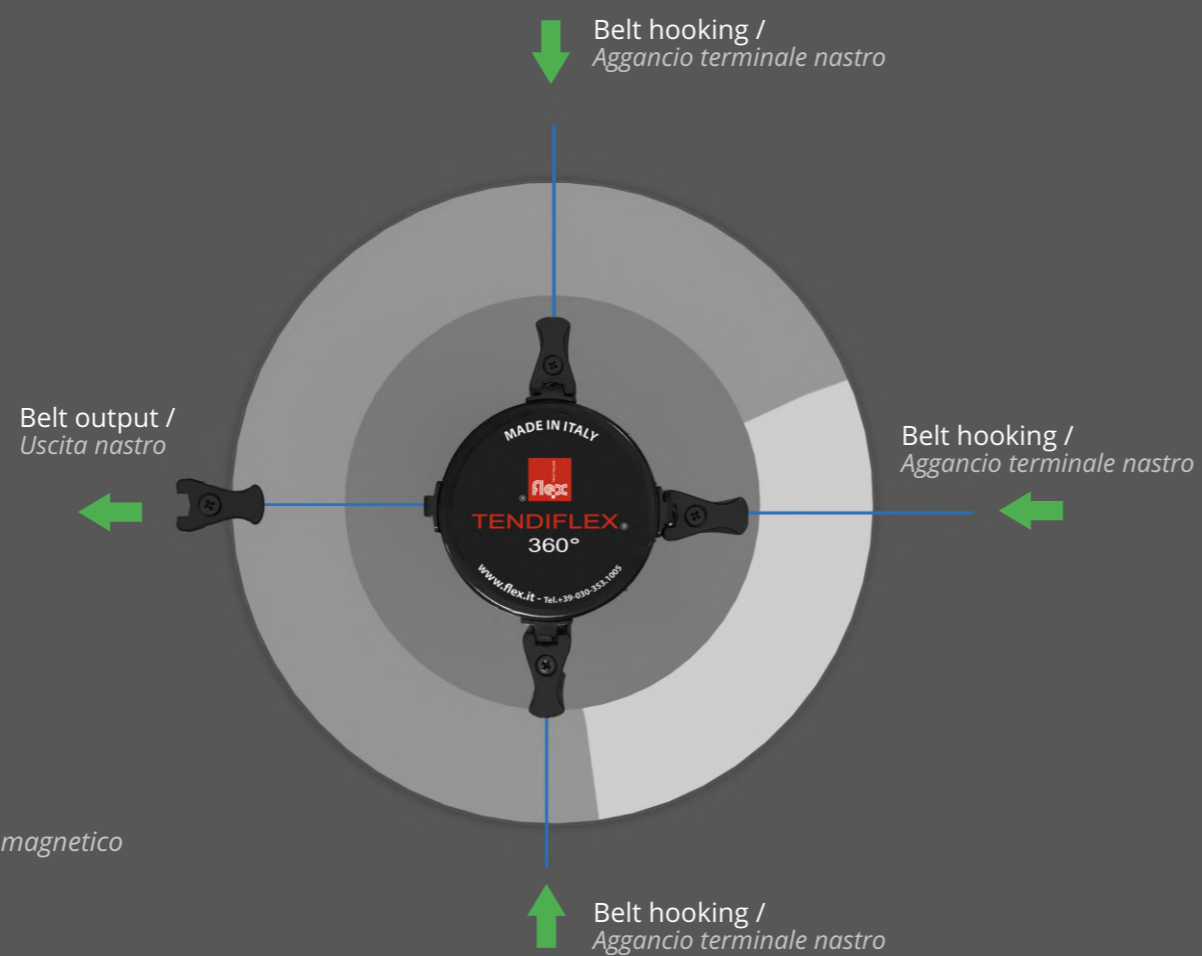 Belt hooking /
Aggancio terminale nastro
Belt output /
Uscita nastro
Belt hooking /
Aggancio terminale nastro
MADE IN ITALY
flex
®
TENDIFLEX®
360°
www.flex.it - Tel.+39-030-353.1005
magnetico
Belt hooking /
Aggancio terminale nastro